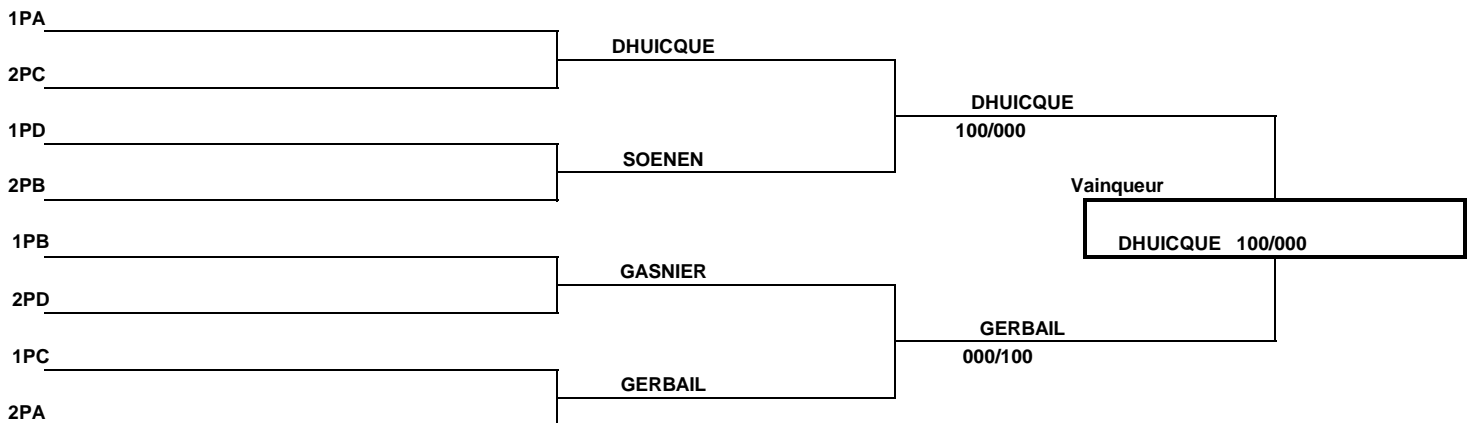 1PA
DHUICQUE
2PC
DHUICQUE
1PD
100/000
SOENEN
2PB
Vainqueur
1PB
DHUICQUE 100/000
GASNIER
2PD
GERBAIL
1PC
000/100
GERBAIL
2PA